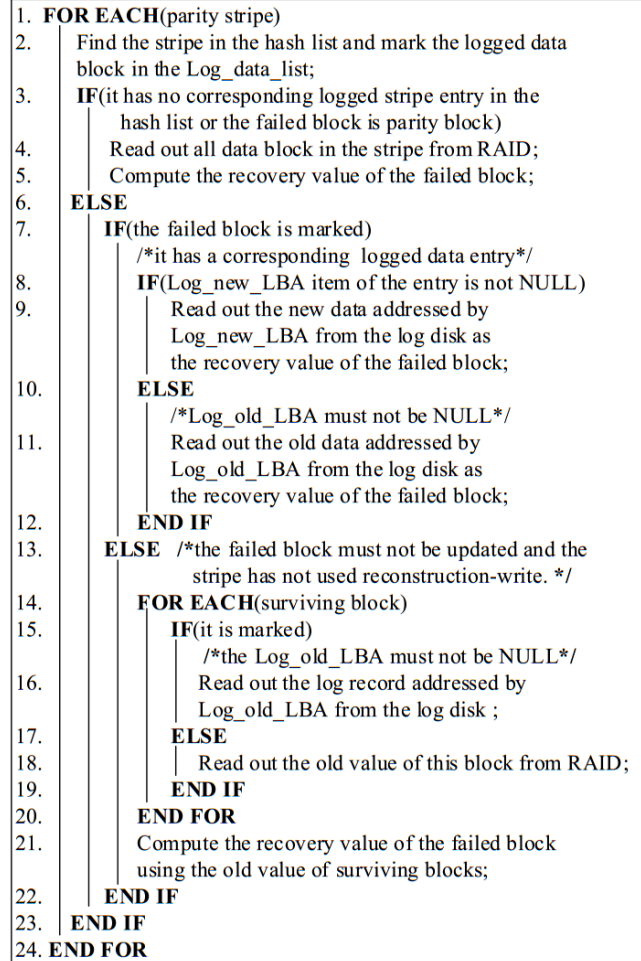 1. FOR EACH(parity stripe)
2. Find the stripe in the hash list and mark the logged data
block in the Log_data_list;
3. IF(it has no corresponding logged stripe entry in the
hash list or the failed block is parity block)
4. Read out all data block in the stripe from RAID;
5. Compute the recovery value of the failed block;
6. ELSE
7. IF(the failed block is marked)
/*it has a corresponding logged data entry*/
8. IF(Log_new_LBA item of the entry is not NULL)
9. Read out the new data addressed by
Log_new_LBA from the log disk as
the recovery value of the failed block;
10. ELSE
/*Log_old_LBA must not be NULL*/
11. Read out the old data addressed by
Log_old_LBA from the log disk as
the recovery value of the failed block;
12. END IF
13. ELSE /*the failed block must not be updated and the
stripe has not used reconstruction-write. */
14. FOR EACH(surviving block)
15. IF(it is marked)
/*the Log_old_LBA must not be NULL*/
16. Read out the log record addressed by
Log_old_LBA from the log disk ;
17. ELSE
18. Read out the old value of this block from RAID;
19. END IF
20. END FOR
21. Compute the recovery value of the failed block
using the old value of surviving blocks;
22. END IF
23. END IF
24. END FOR